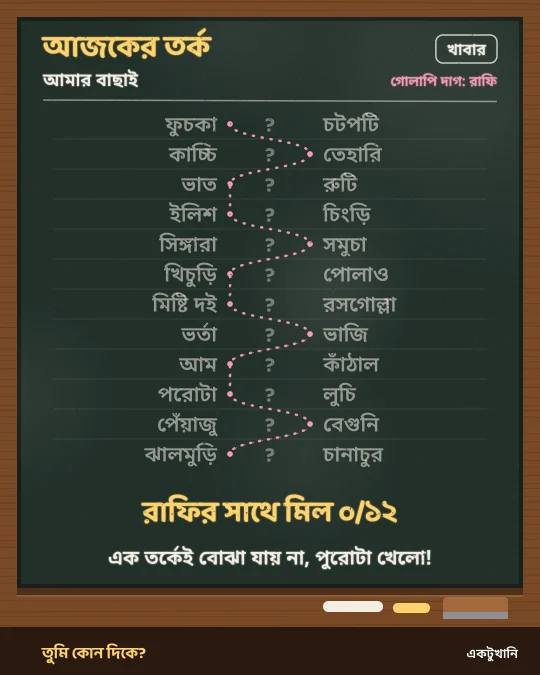 আজকের তর্ক
খাবার
আমার বাছাই
গোলাপি দাগ: রাফি
ফুচকা ? চটপটি
কাচ্চি ? তেহারি
ভাত ? রুটি
ইলিশ ? চিংড়ি
সিঙ্গারা ? সমুচা
খিচুড়ি ? পোলাও
মিষ্টি দই ? রসগোল্লা
ভর্তা ? ভাজি
আম ? কাঁঠাল
পরোটা ? লুচি
পেঁয়াজু ? বেগুনি
ঝালমুড়ি ? চানাচুর
রাফির সাথে মিল ০/১২
এক তর্কেই বোঝা যায় না, পুরোটা খেলো!
তুমি কোন দিকে?
একটুখানি